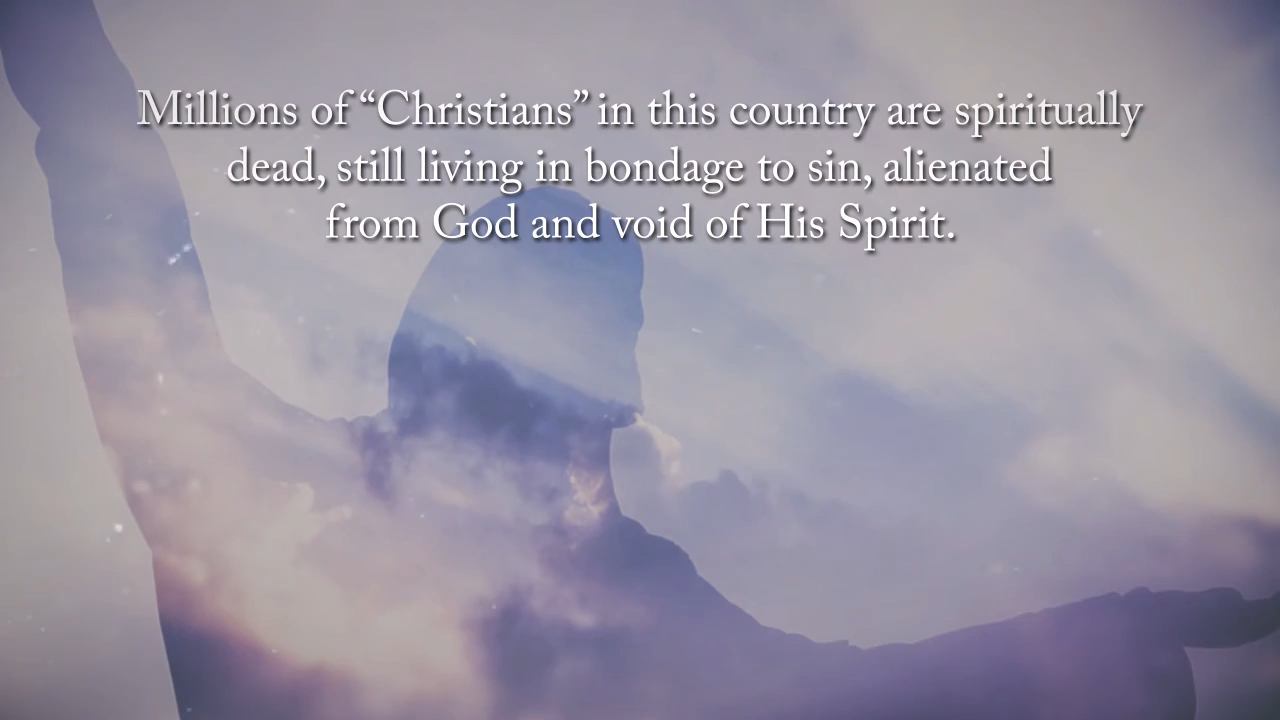 Millions of “Christians” in this country are spiritually
dead, still living in bondage to sin, alienated
from God and void of His Spirit.